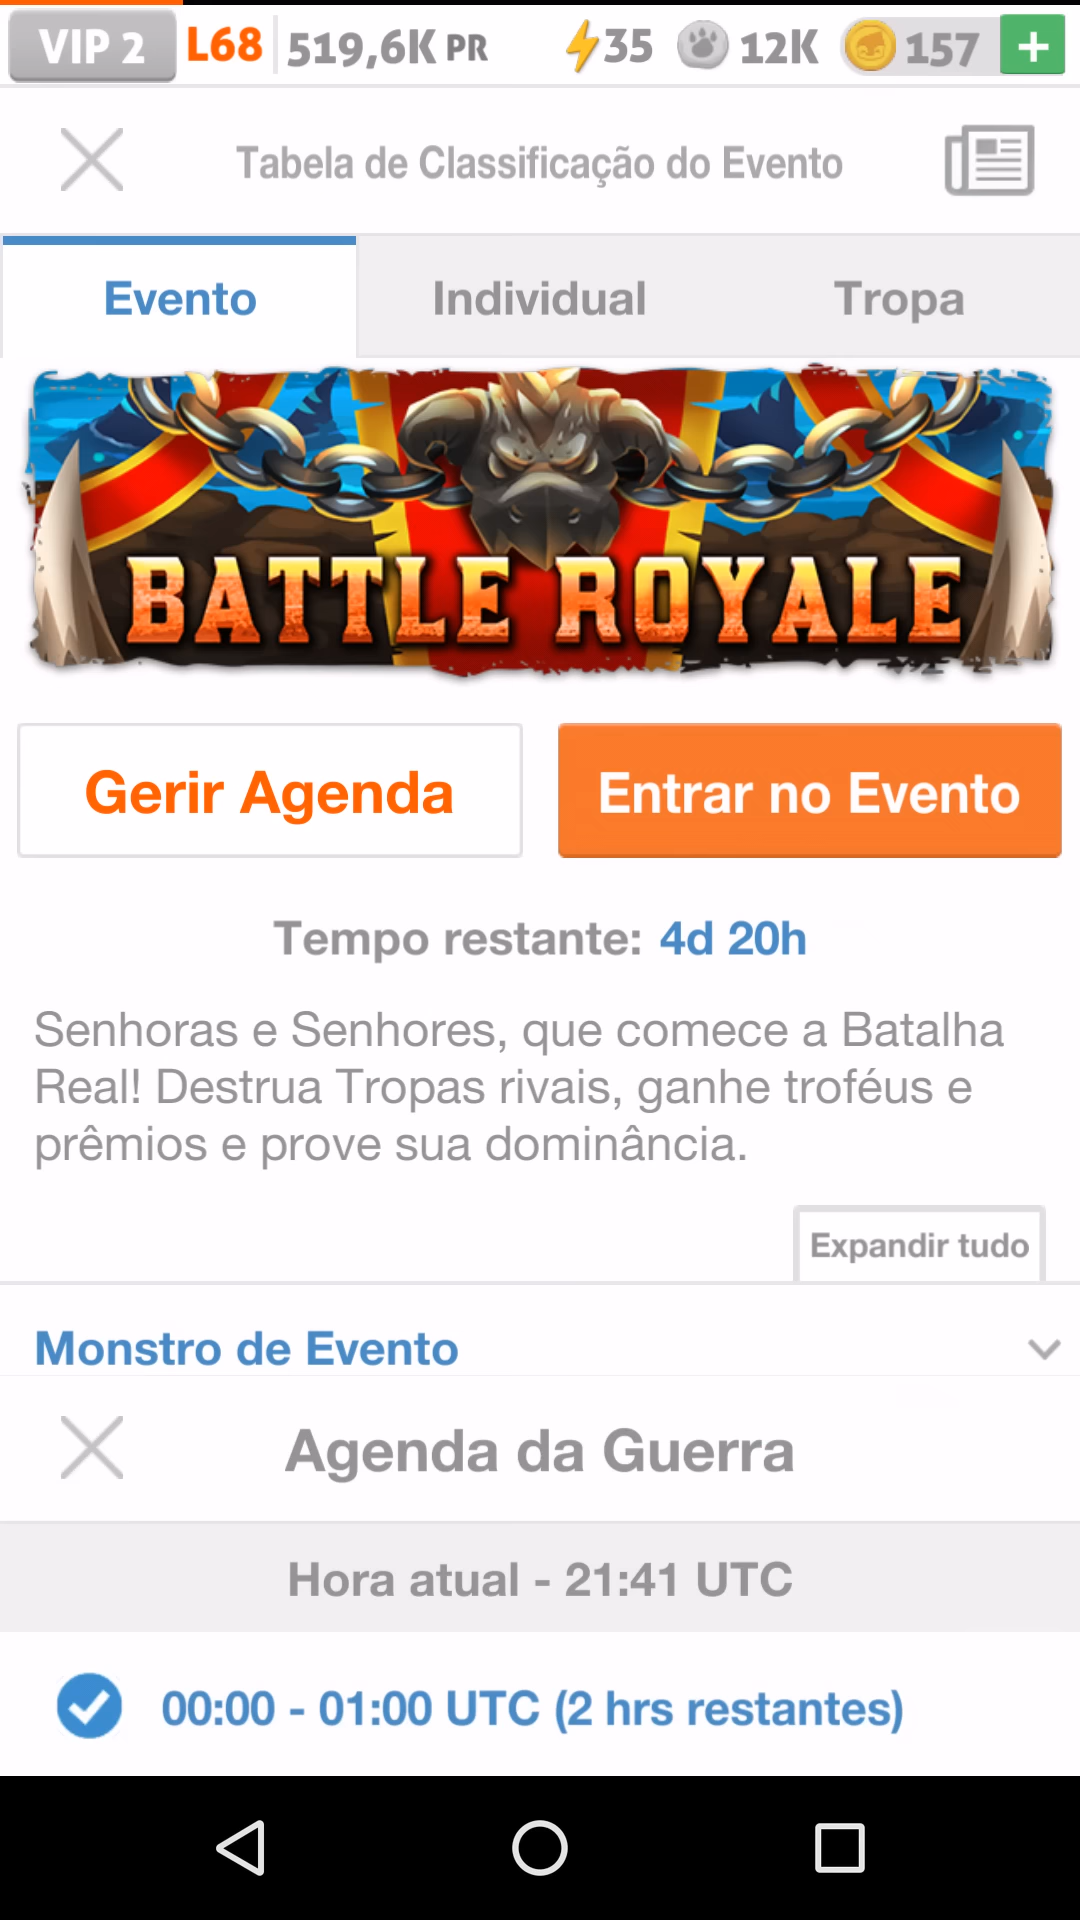 VIP 2 L68 519,6K PR 35 12K 157 +
Tabela de Classificação do Evento
Evento Individual Tropa
BATTLE ROYALE
Gerir Agenda Entrar no Evento
Tempo restante: 4d 20h
Senhoras e Senhores, que comece a Batalha
Real! Destrua Tropas rivais, ganhe troféus e
prêmios e prove sua dominância.
Expandir tudo
Monstro de Evento
Agenda da Guerra
Hora atual - 21:41 UTC
00:00 - 01:00 UTC (2 hrs restantes)